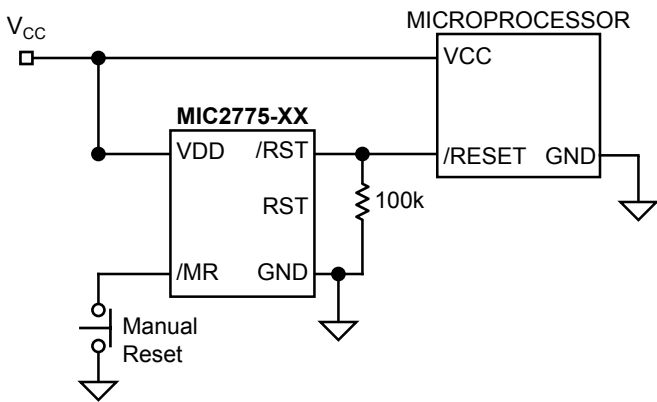 MICROPROCESSOR
VCC
VCC
MIC2775-XX
VDD /RST
/RESET GND
RST
100k
/MR GND
Manual
Reset